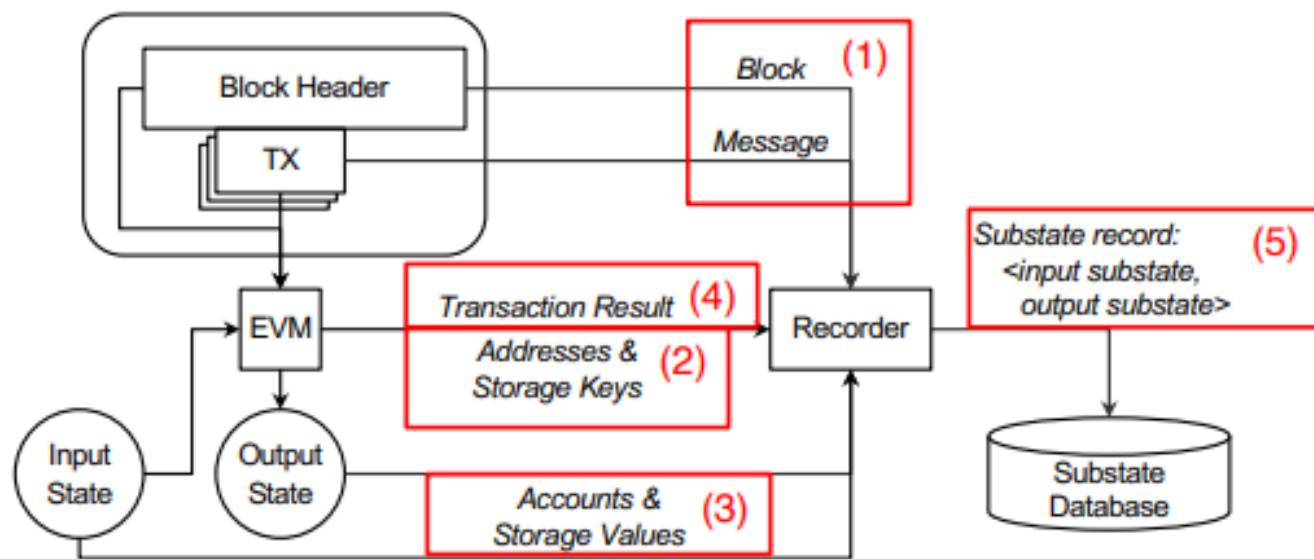 Block (1)
Block Header
Message
TX
Substate record: (5)
<input substate,
output substate>
Transaction Result (4)
EVM
Recorder
Addresses & (2)
Storage Keys
Input
State
Output
State
Accounts & (3)
Storage Values
Substate
Database